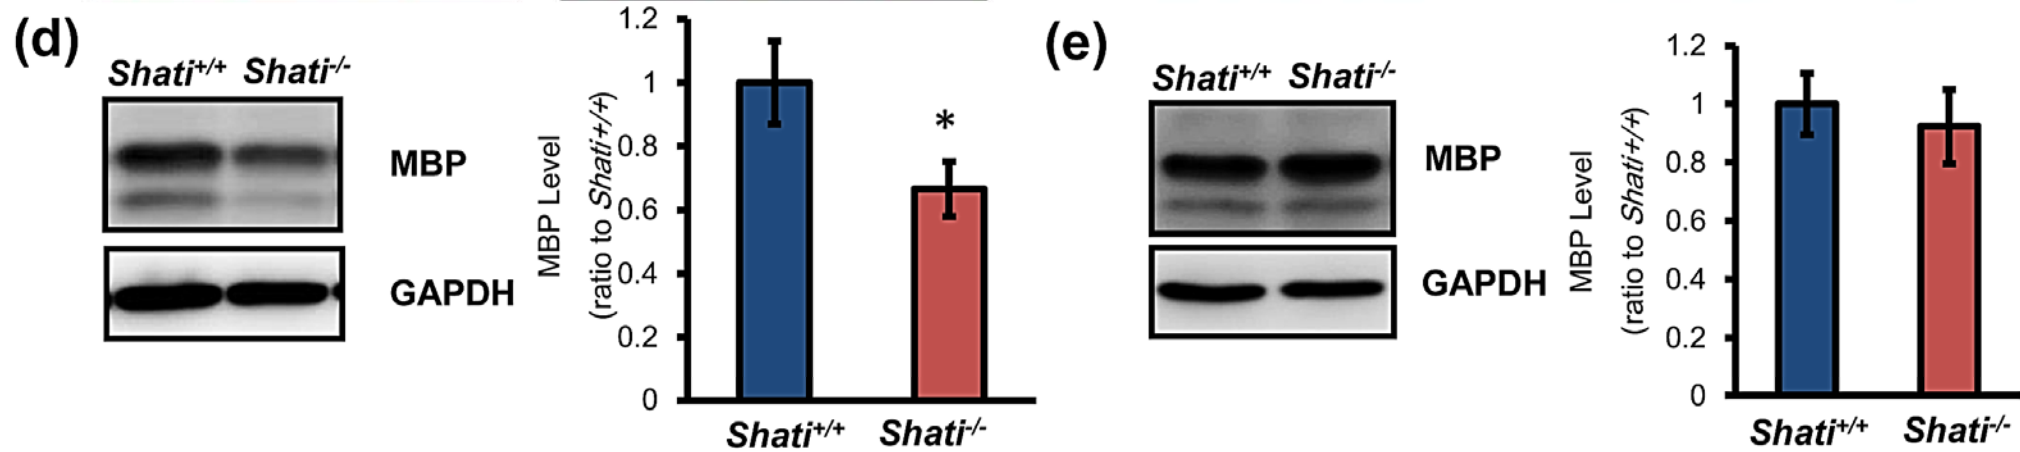 (d)
Shati+/+ Shati-/-
MBP
GAPDH
MBP Level
(ratio to Shati+/+)
1.2
1
0.8
0.6
0.4
0.2
0
*
Shati+/+ Shati-/-
(e)
Shati+/+ Shati-/-
MBP
GAPDH
MBP Level
(ratio to Shati+/+)
1.2
1
0.8
0.6
0.4
0.2
0
Shati+/+ Shati-/-